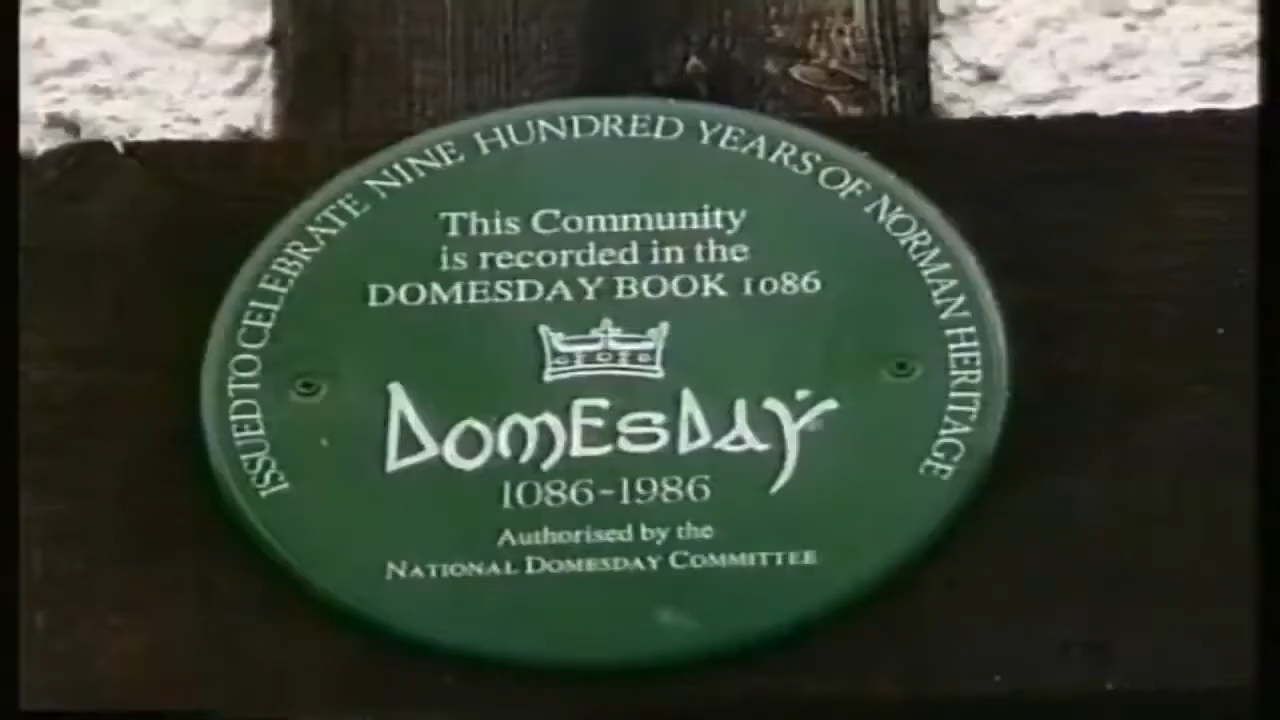 ISSUED TO CELEBRATE NINE HUNDRED YEARS OF NORMAN HERITAGE
This Community
is recorded in the
DOMESDAY BOOK 1086
DOMESDAY
1086-1986
Authorised by the
NATIONAL DOMESDAY COMMITTEE